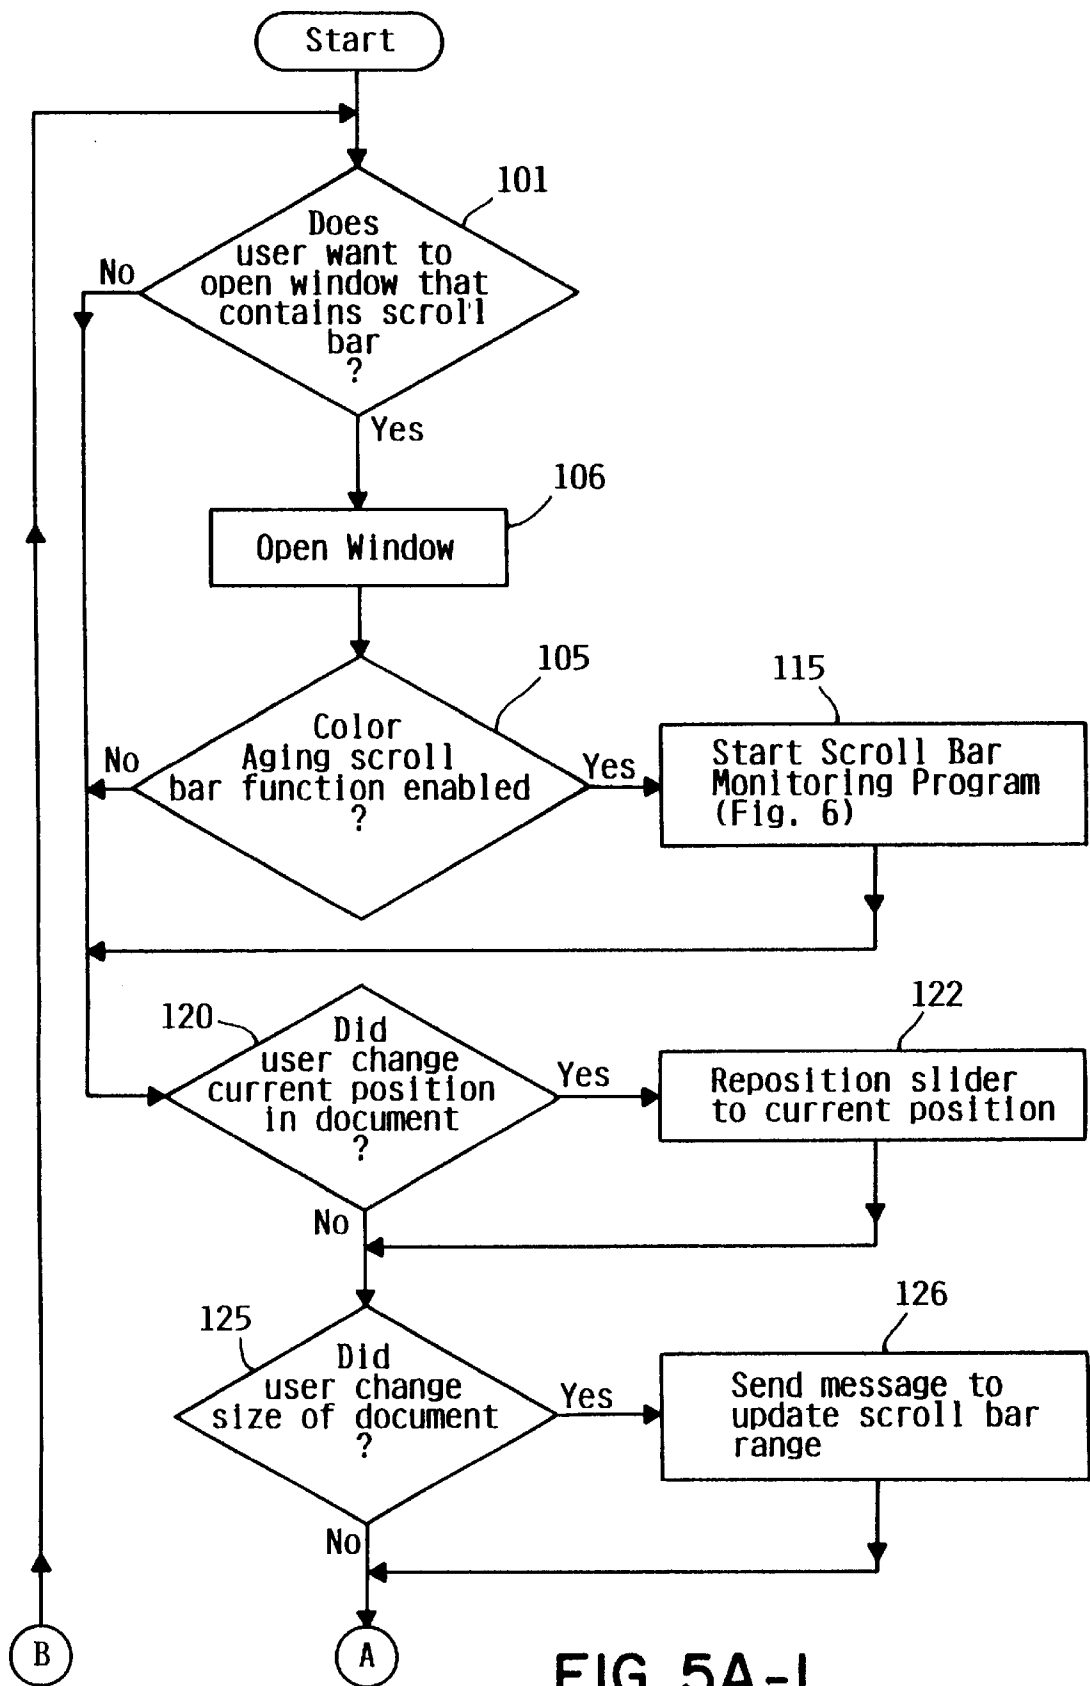 Start
101
Does
user want to
open window that
contains scroll
bar
?
No
Yes
106
Open Window
105
Color
Aging scroll
bar function enabled
?
No
Yes
115
Start Scroll Bar
Monitoring Program
(Fig. 6)
120
Did
user change
current position
in document
?
Yes
No
122
Reposition slider
to current position
125
Did
user change
size of document
?
Yes
No
126
Send message to
update scroll bar
range
B
A
FIG. 5A-1